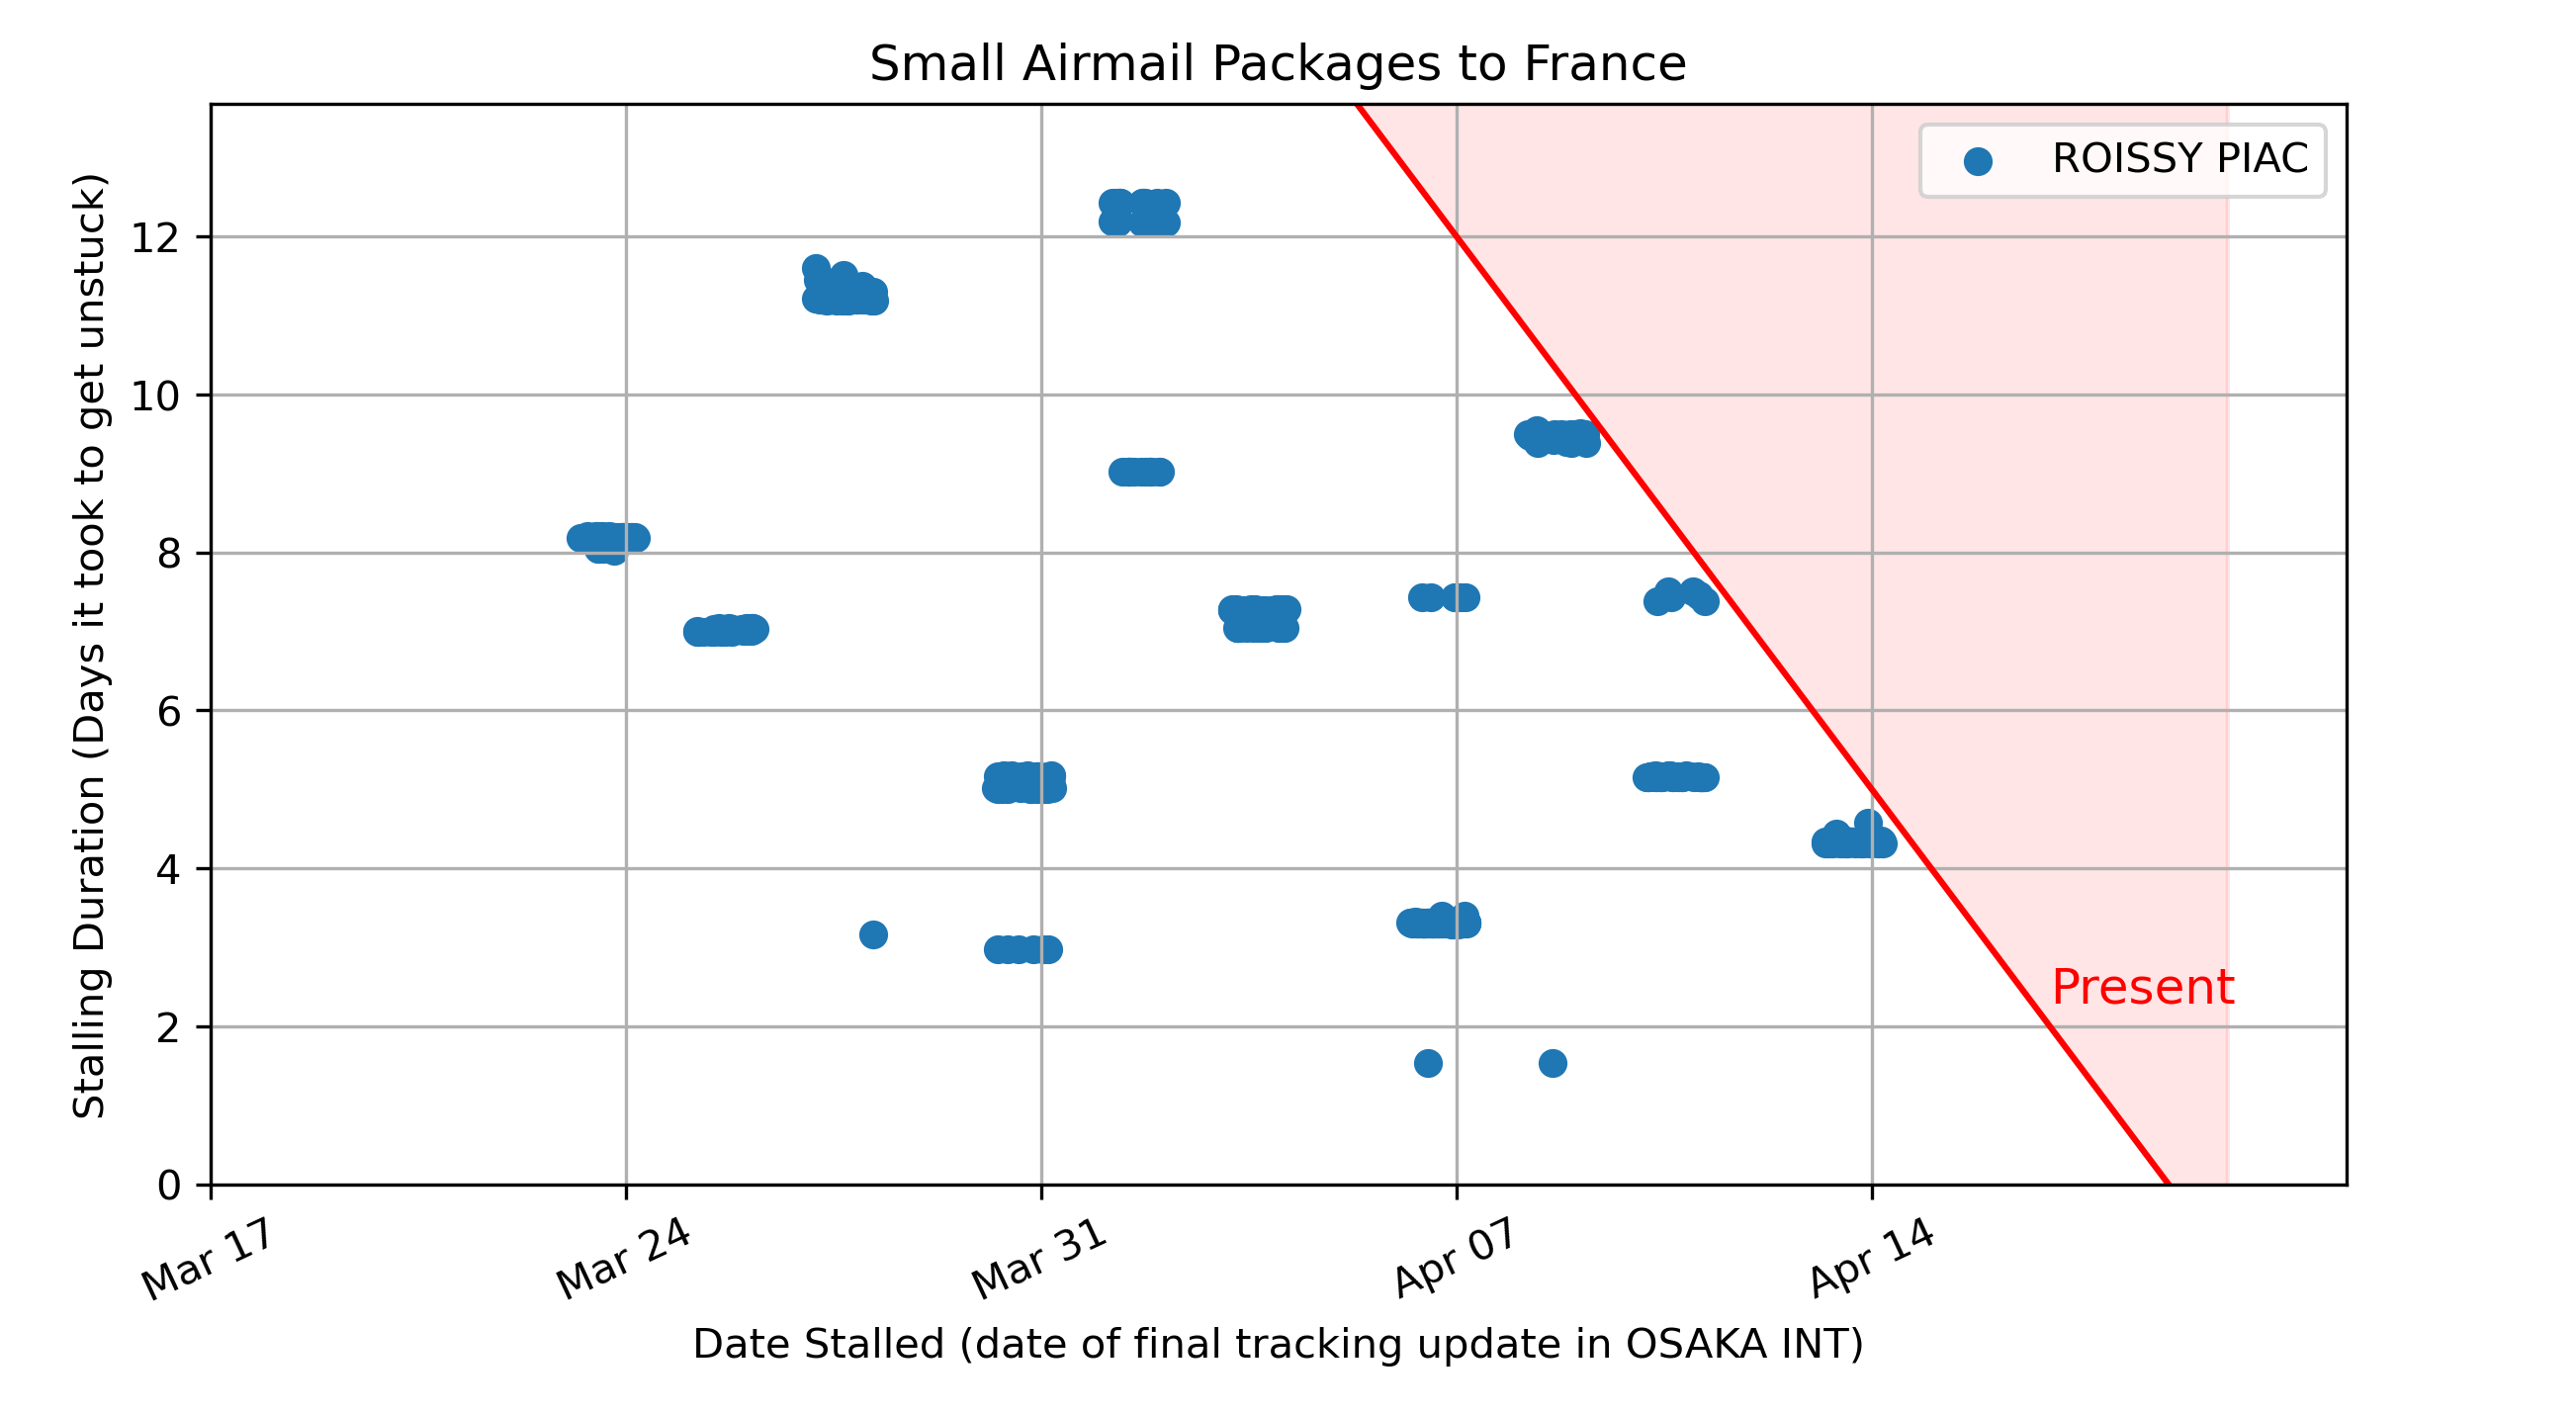 Small Airmail Packages to France
ROISSY PIAC
Stalling Duration (Days it took to get unstuck)
12
10
8
6
4
2
0
Present
Mar 17
Mar 24
Mar 31
Apr 07
Apr 14
Date Stalled (date of final tracking update in OSAKA INT)